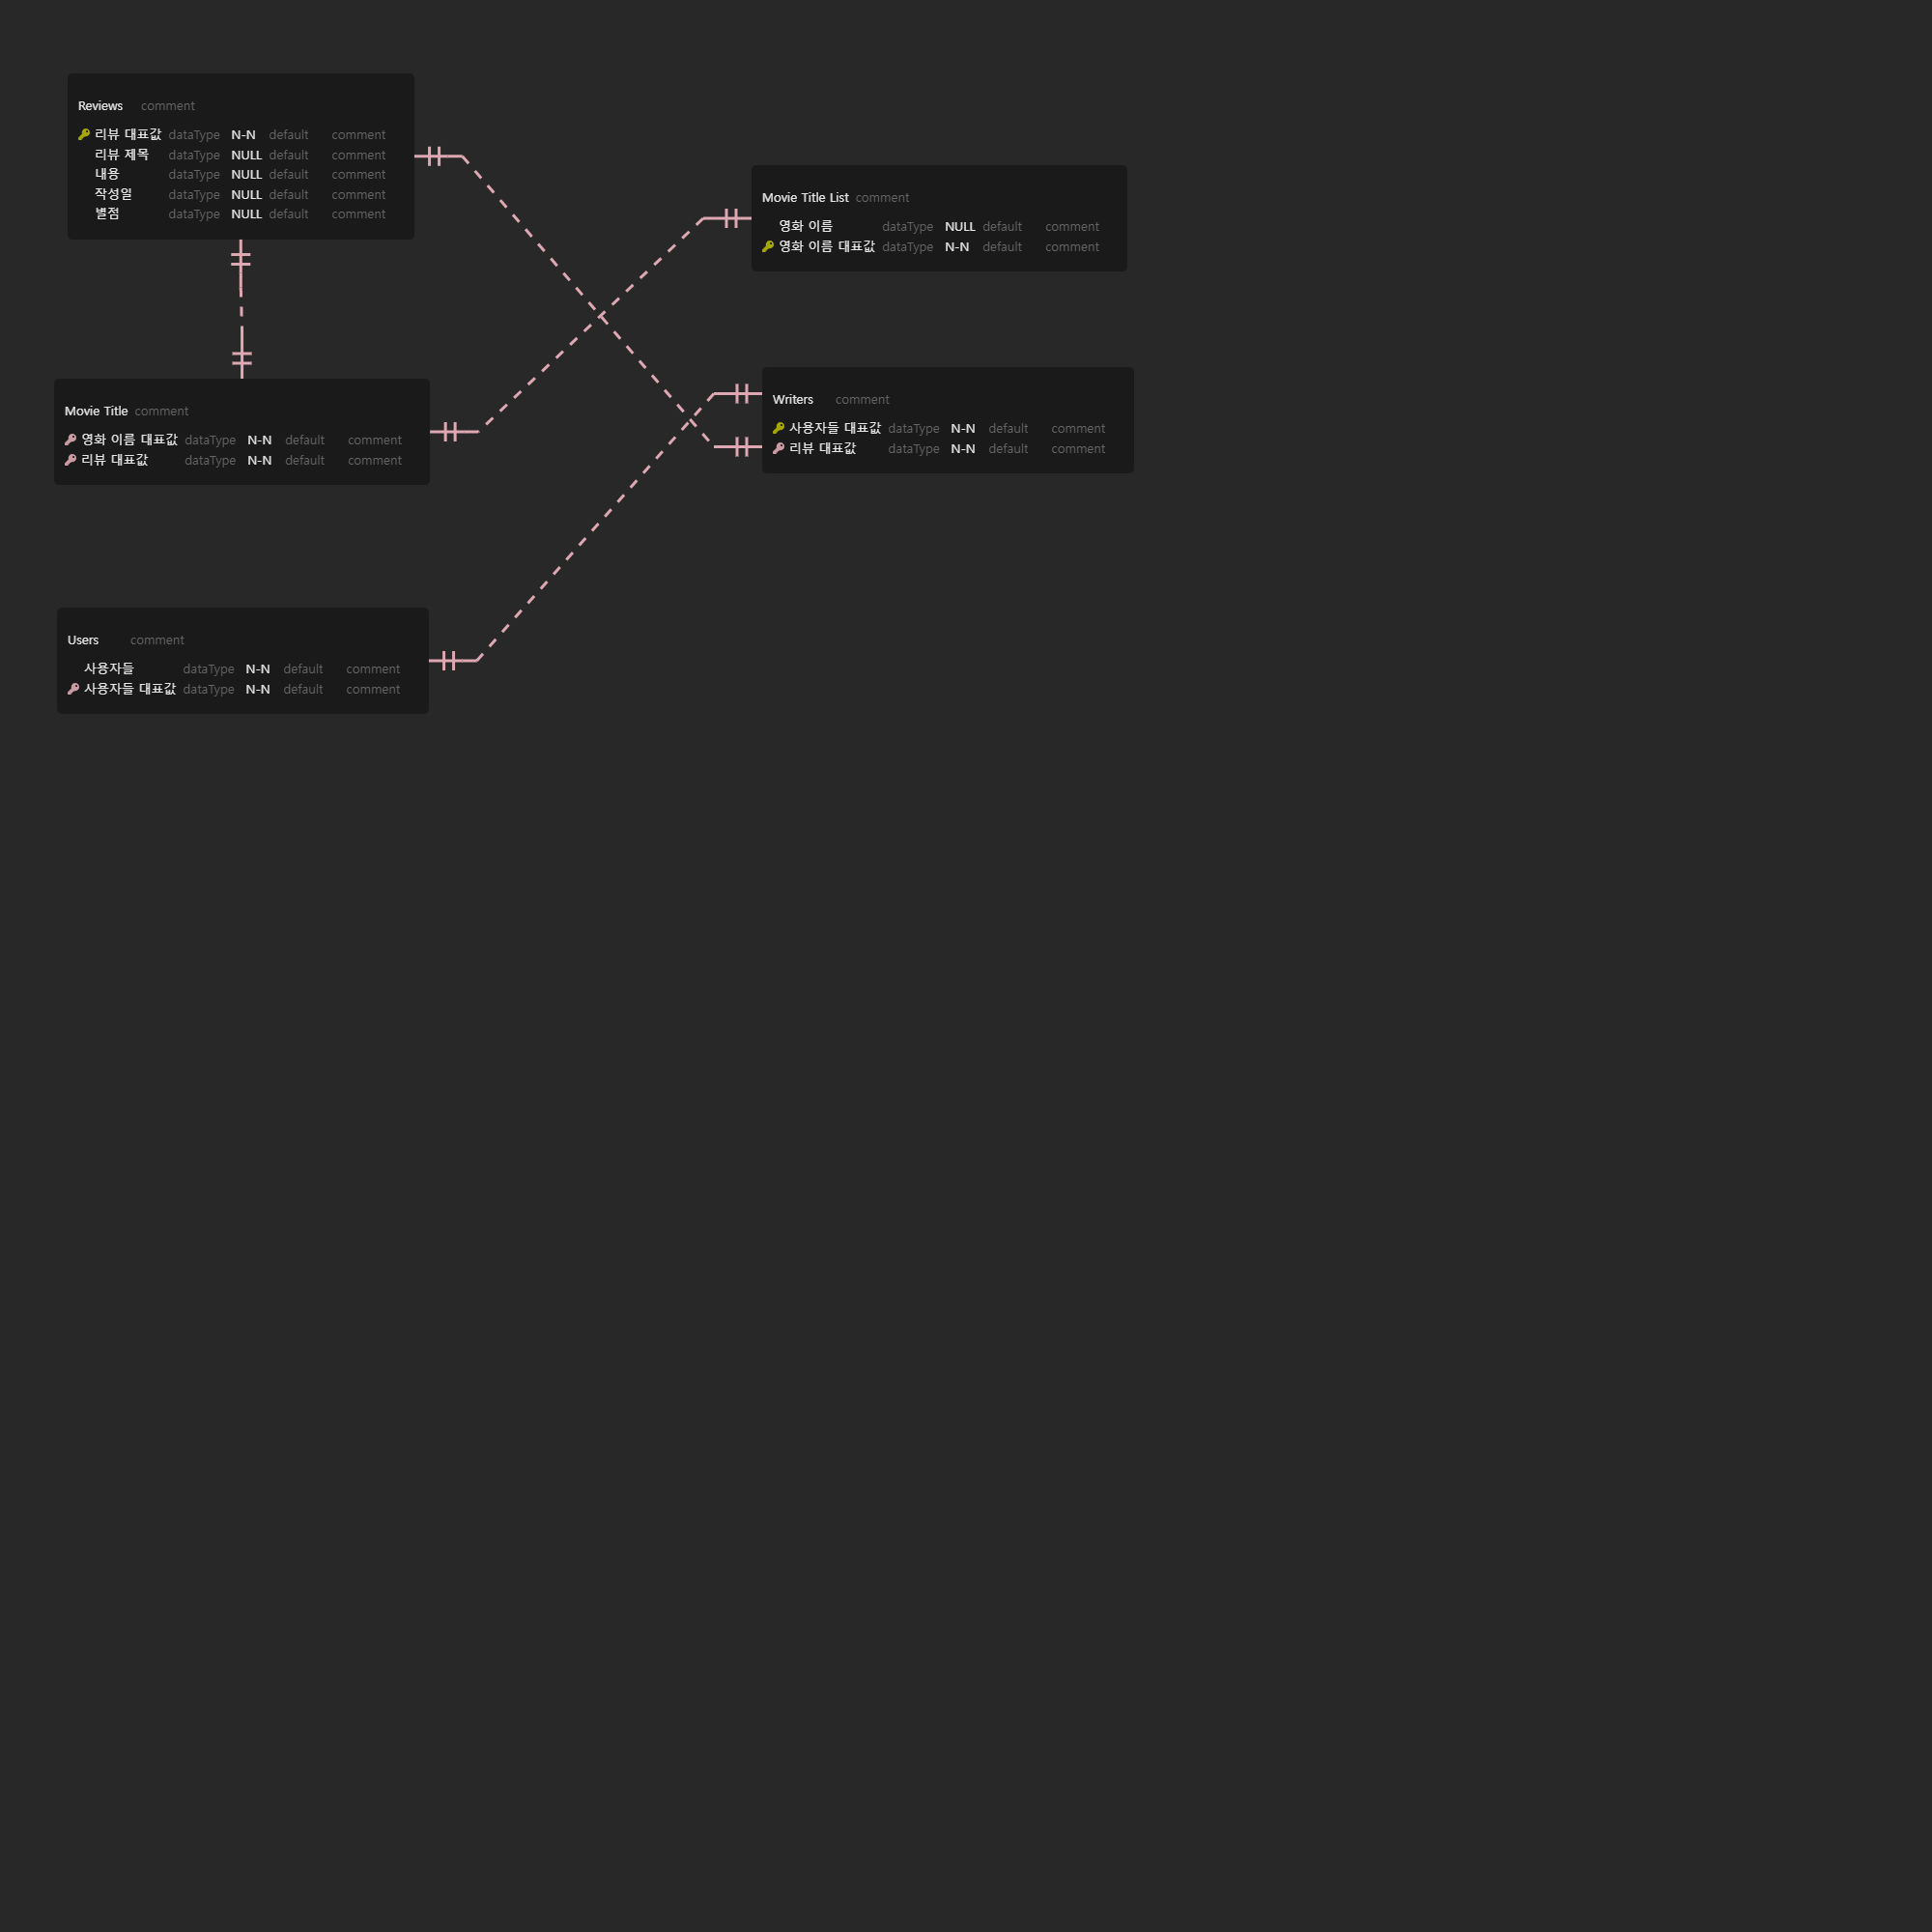 Reviews comment
리뷰 대표값 dataType N-N default comment
리뷰 제목 dataType NULL default comment
내용 dataType NULL default comment
작성일 dataType NULL default comment
별점 dataType NULL default comment
Movie Title List comment
영화 이름 dataType NULL default comment
영화 이름 대표값 dataType N-N default comment
Movie Title comment
영화 이름 대표값 dataType N-N default comment
리뷰 대표값 dataType N-N default comment
Writers comment
사용자들 대표값 dataType N-N default comment
리뷰 대표값 dataType N-N default comment
Users comment
사용자들 dataType N-N default comment
사용자들 대표값 dataType N-N default comment